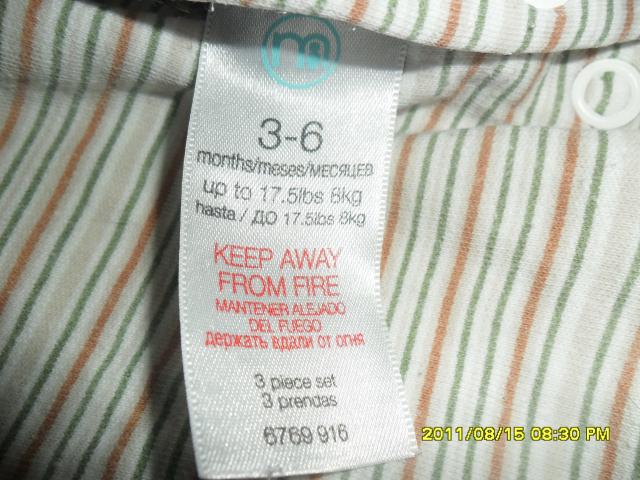 m
3-6
months/meses/МЕСЯЦЕВ
up to 17.5lbs 8kg
hasta / ДО 17.5lbs 8kg
KEEP AWAY
FROM FIRE
MANTENER ALEJADO
DEL FUEGO
держать вдали от огня
3 piece set
3 prendas
6769 916
2011/08/15 08:30 PM